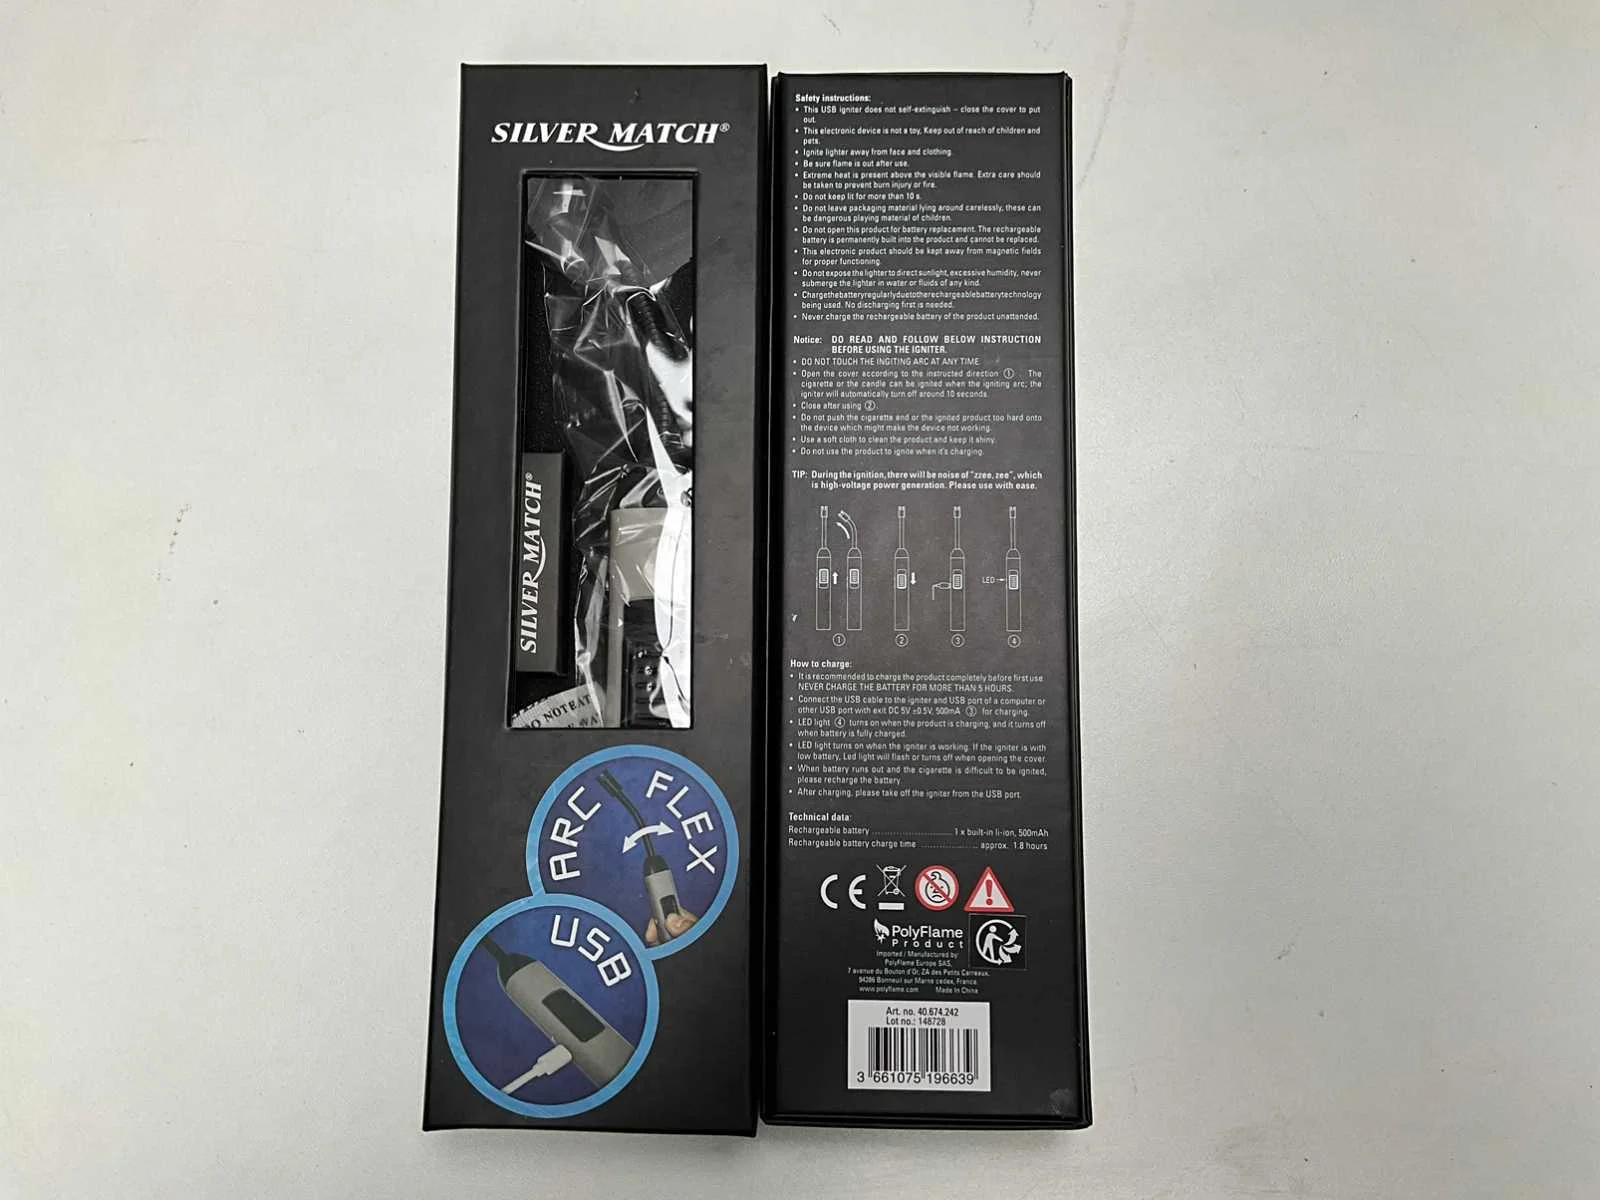 SILVER MATCH®
SILVER MATCH®
DO NOT EAT
ARC
FLEX
USB
Safety instructions:
• This USB igniter does not self-extinguish – close the cover to put
out.
• This electronic device is not a toy, Keep out of reach of children and
pets.
• Ignite lighter away from face and clothing.
• Be sure flame is out after use.
• Extreme heat is present above the visible flame. Extra care should
be taken to prevent burn injury or fire.
• Do not keep lit for more than 10 s.
• Do not leave packaging material lying around carelessly, these can
be dangerous playing material of children.
• Do not open this product for battery replacement. The rechargeable
battery is permanently built into the product and cannot be replaced.
• This electronic product should be kept away from magnetic fields
for proper functioning.
• Do not expose the lighter to direct sunlight, excessive humidity, never
submerge the lighter in water or fluids of any kind.
• Chargethebatteryregularlyduetotherechargeablebatterytechnology
being used. No discharging first is needed.
• Never charge the rechargeable battery of the product unattended.
Notice: DO READ AND FOLLOW BELOW INSTRUCTION
BEFORE USING THE IGNITER.
• DO NOT TOUCH THE INGITING ARC AT ANY TIME
• Open the cover according to the instructed direction ① . The
cigarette or the candle can be ignited when the igniting arc; the
igniter will automatically turn off around 10 seconds.
• Close after using ②.
• Do not push the cigarette end or the ignited product too hard onto
the device which might make the device not working.
• Use a soft cloth to clean the product and keep it shiny.
• Do not use the product to ignite when it's charging.
TIP: During the ignition, there will be noise of "zzee, zee", which
is high-voltage power generation. Please use with ease.
LED
① ② ③ ④
How to charge:
• It is recommended to charge the product completely before first use
NEVER CHARGE THE BATTERY FOR MORE THAN 5 HOURS.
• Connect the USB cable to the igniter and USB port of a computer or
other USB port with exit DC 5V ±0.5V, 500mA ③ for charging.
• LED light ④ turns on when the product is charging, and it turns off
when battery is fully charged.
• LED light turns on when the igniter is working. If the igniter is with
low battery, Led light will flash or turns off when opening the cover.
• When battery runs out and the cigarette is difficult to be ignited,
please recharge the battery.
• After charging, please take off the igniter from the USB port.
Technical data:
Rechargeable battery ........................ 1 x built-in li-ion, 500mAh
Rechargeable battery charge time ................. approx. 1.8 hours
CE
PolyFlame
Product
Imported / Manufactured by
PolyFlame Europe SAS,
7 avenue du Bouton d'Or, ZA des Petits Carreaux,
94386 Bonneuil sur Marne cedex, France.
www.polyflame.com Made In China
Art. no. 40.674.242
Lot no.: 148728
3 661075 196639